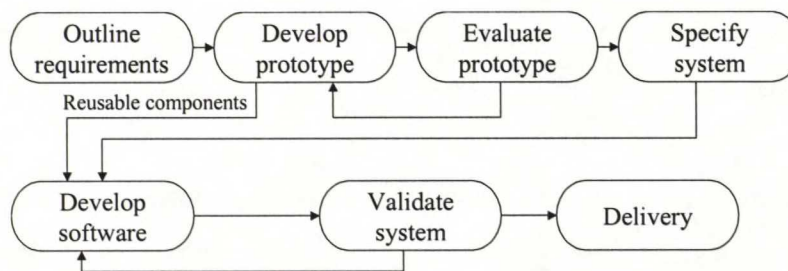 Outline
requirements
Develop
prototype
Evaluate
prototype
Specify
system
Reusable components
Develop
software
Validate
system
Delivery